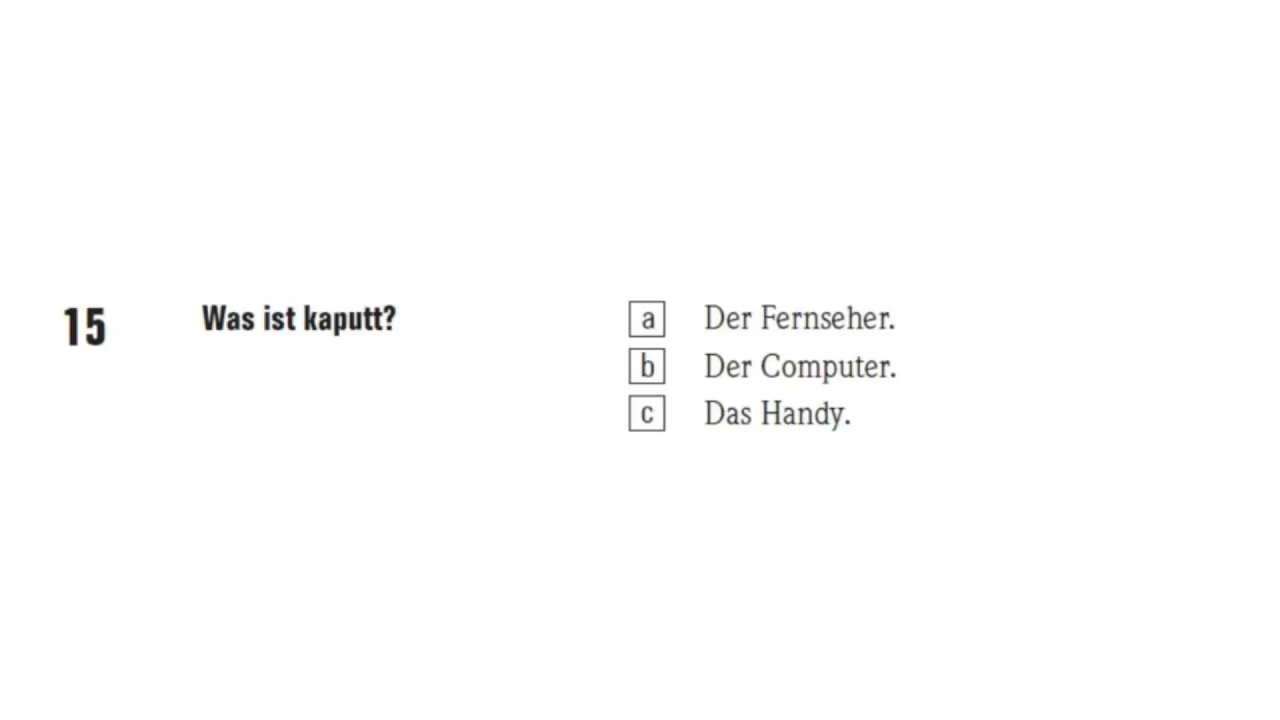 15 Was ist kaputt? a Der Fernseher.
b Der Computer.
c Das Handy.